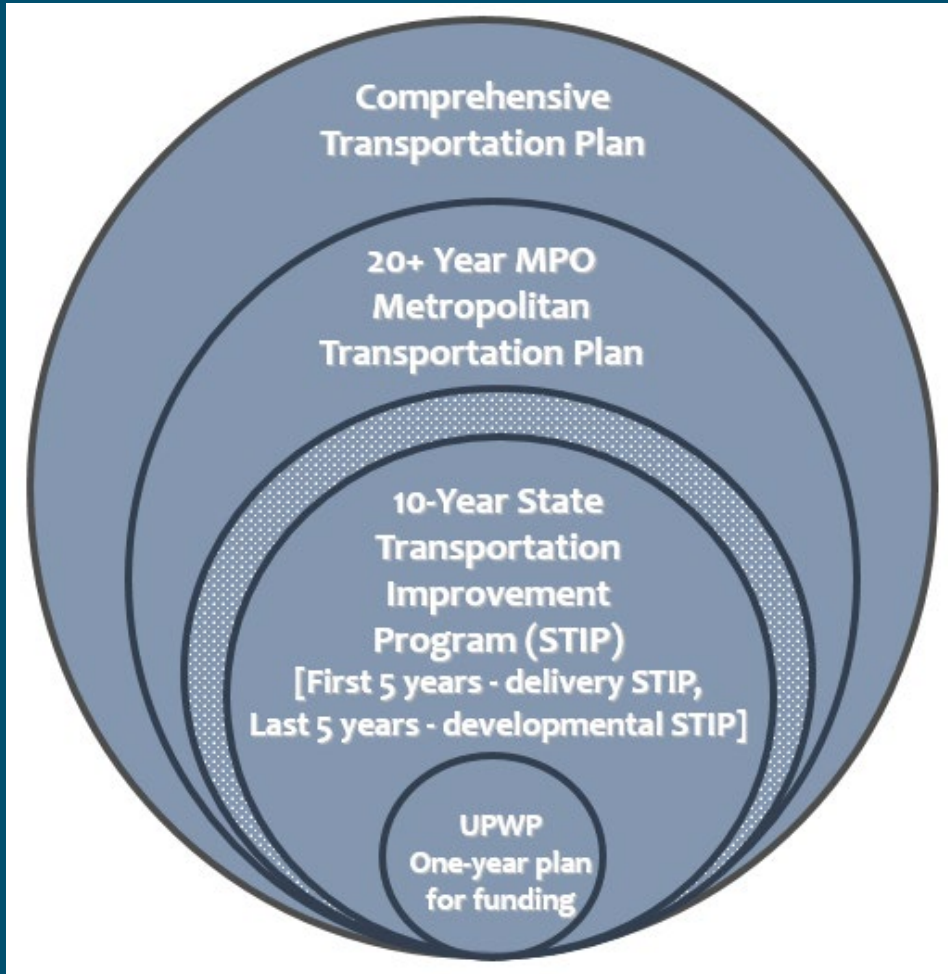 Comprehensive
Transportation Plan
20+ Year MPO
Metropolitan
Transportation Plan
10-Year State
Transportation
Improvement
Program (STIP)
[First 5 years - delivery STIP,
Last 5 years - developmental STIP]
UPWP
One-year plan
for funding